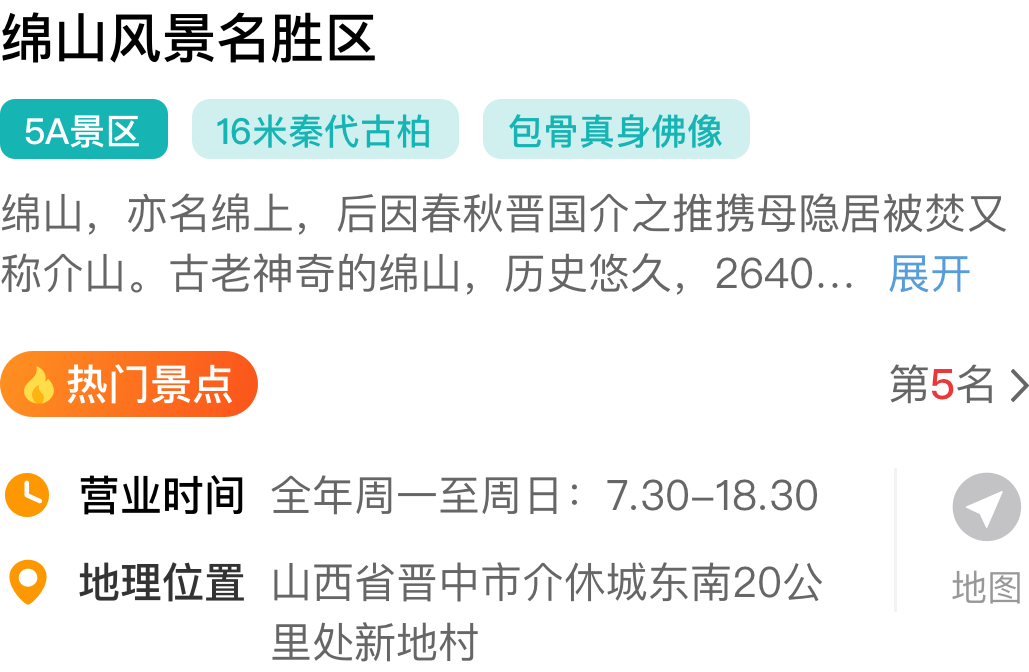 绵山风景名胜区
5A景区 16米秦代古柏 包骨真身佛像
绵山，亦名绵上，后因春秋晋国介之推携母隐居被焚又
称介山。古老神奇的绵山，历史悠久，2640... 展开
热门景点 第5名
营业时间 全年周一至周日：7.30–18.30
地理位置 山西省晋中市介休城东南20公
里处新地村
地图